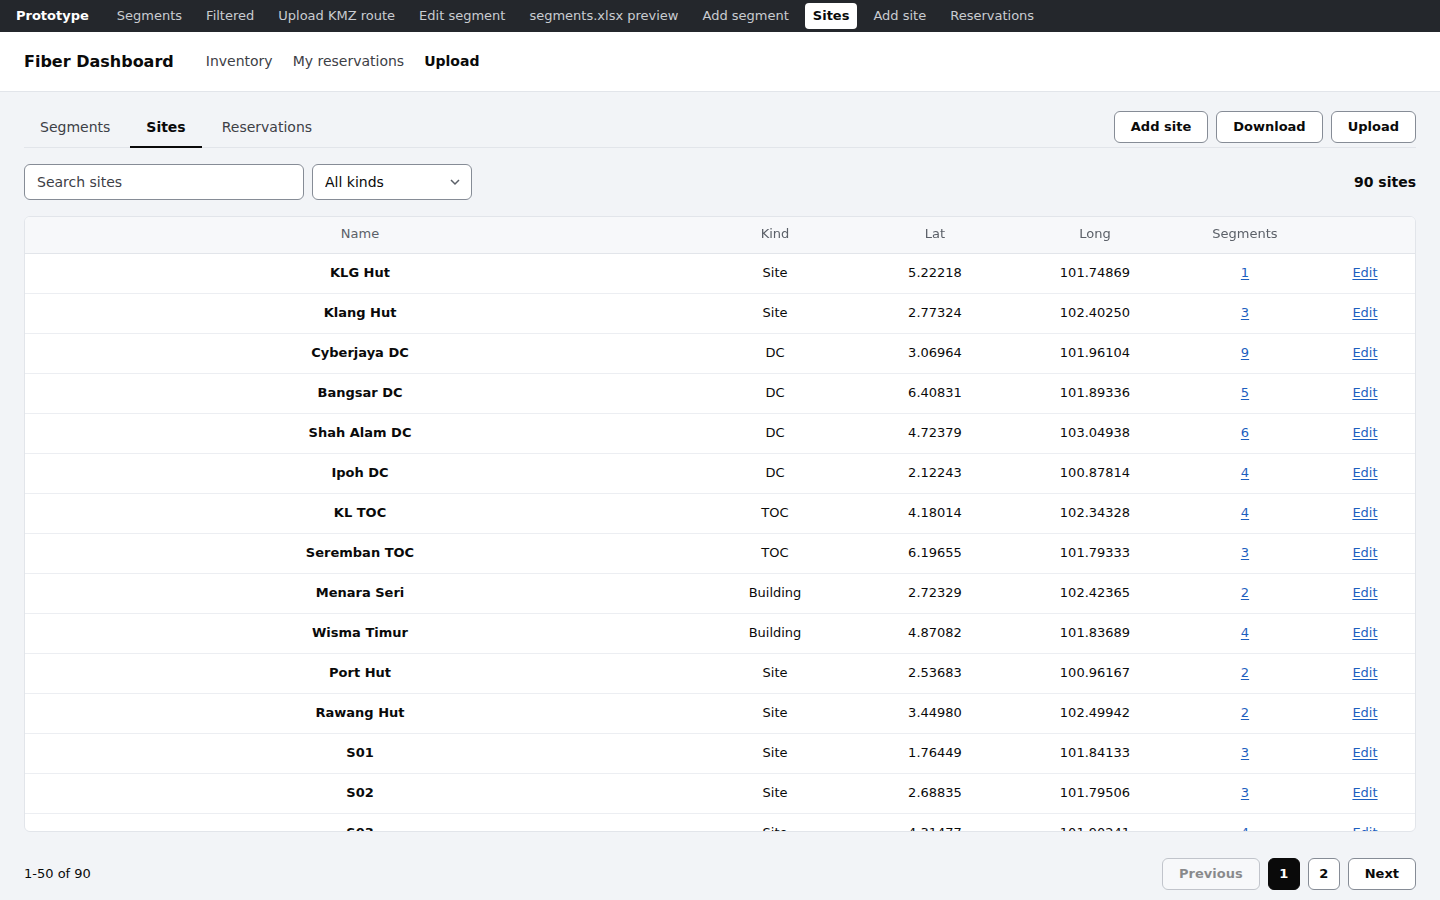 Prototype Segments Filtered Upload KMZ route Edit segment segments.xlsx preview Add segment Sites Add site Reservations
Fiber Dashboard Inventory My reservations Upload
Segments Sites Reservations Add site Download Upload
Search sites All kinds 90 sites
Name Kind Lat Long Segments
KLG Hut Site 5.22218 101.74869 1 Edit
Klang Hut Site 2.77324 102.40250 3 Edit
Cyberjaya DC DC 3.06964 101.96104 9 Edit
Bangsar DC DC 6.40831 101.89336 5 Edit
Shah Alam DC DC 4.72379 103.04938 6 Edit
Ipoh DC DC 2.12243 100.87814 4 Edit
KL TOC TOC 4.18014 102.34328 4 Edit
Seremban TOC TOC 6.19655 101.79333 3 Edit
Menara Seri Building 2.72329 102.42365 2 Edit
Wisma Timur Building 4.87082 101.83689 4 Edit
Port Hut Site 2.53683 100.96167 2 Edit
Rawang Hut Site 3.44980 102.49942 2 Edit
S01 Site 1.76449 101.84133 3 Edit
S02 Site 2.68835 101.79506 3 Edit
1-50 of 90 Previous 1 2 Next